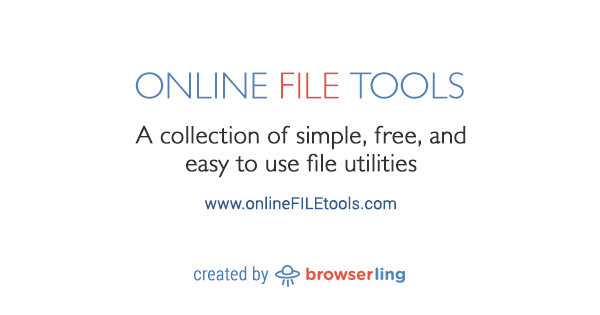 ONLINE FILE TOOLS
A collection of simple, free, and
easy to use file utilities
www.onlineFILEtools.com
created by browserling